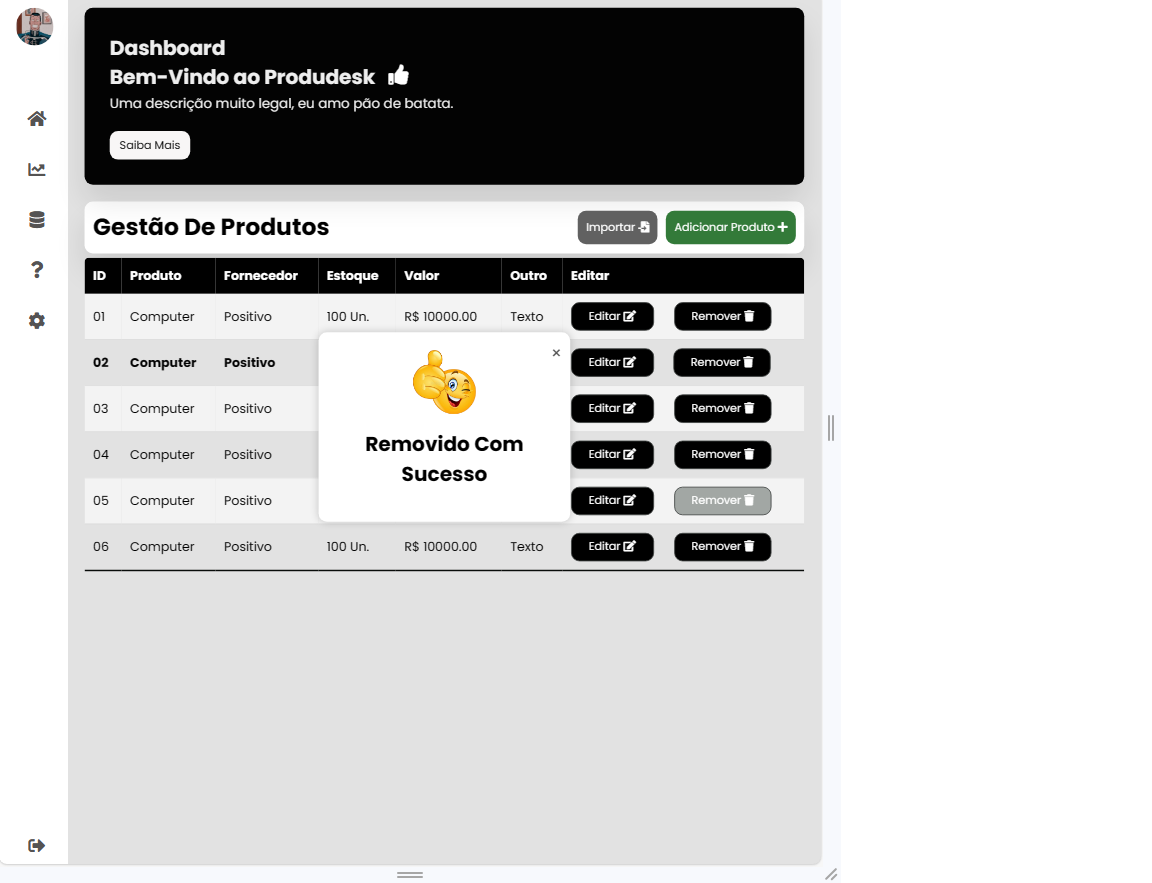 Dashboard
Bem-Vindo ao Produdesk
Uma descrição muito legal, eu amo pão de batata.
Saiba Mais
Gestão De Produtos Importar Adicionar Produto
ID Produto Fornecedor Estoque Valor Outro Editar
01 Computer Positivo 100 Un. R$ 10000.00 Texto Editar Remover
02 Computer Positivo Editar Remover
03 Computer Positivo Editar Remover
04 Computer Positivo Editar Remover
05 Computer Positivo Editar Remover
06 Computer Positivo 100 Un. R$ 10000.00 Texto Editar Remover
×
Removido Com
Sucesso